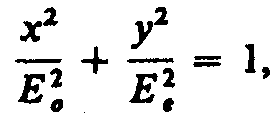 x²/E_o² + y²/E_e² = 1,